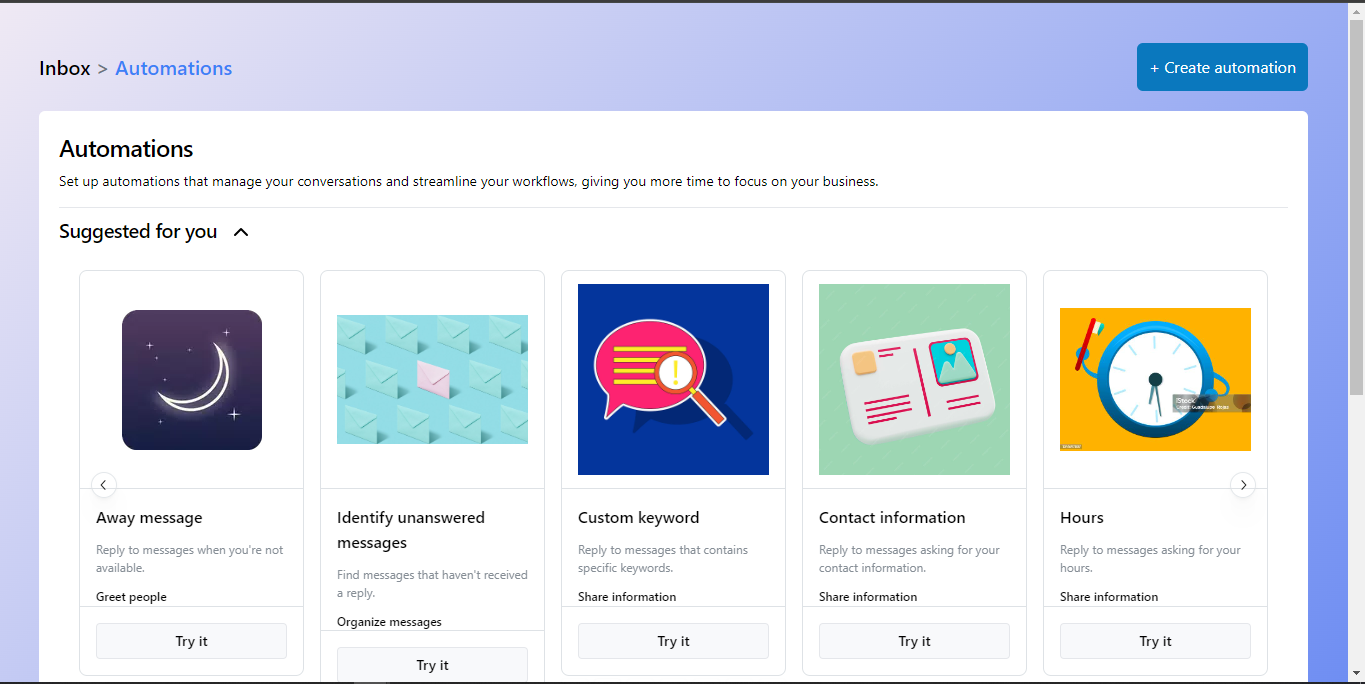 Inbox > Automations
+ Create automation
Automations
Set up automations that manage your conversations and streamline your workflows, giving you more time to focus on your business.
Suggested for you
iStock
Away message
Reply to messages when you're not
available.
Greet people
Try it
Identify unanswered
messages
Find messages that haven't received
a reply.
Organize messages
Try it
Custom keyword
Reply to messages that contains
specific keywords.
Share information
Try it
Contact information
Reply to messages asking for your
contact information.
Share information
Try it
Hours
Reply to messages asking for your
hours.
Share information
Try it